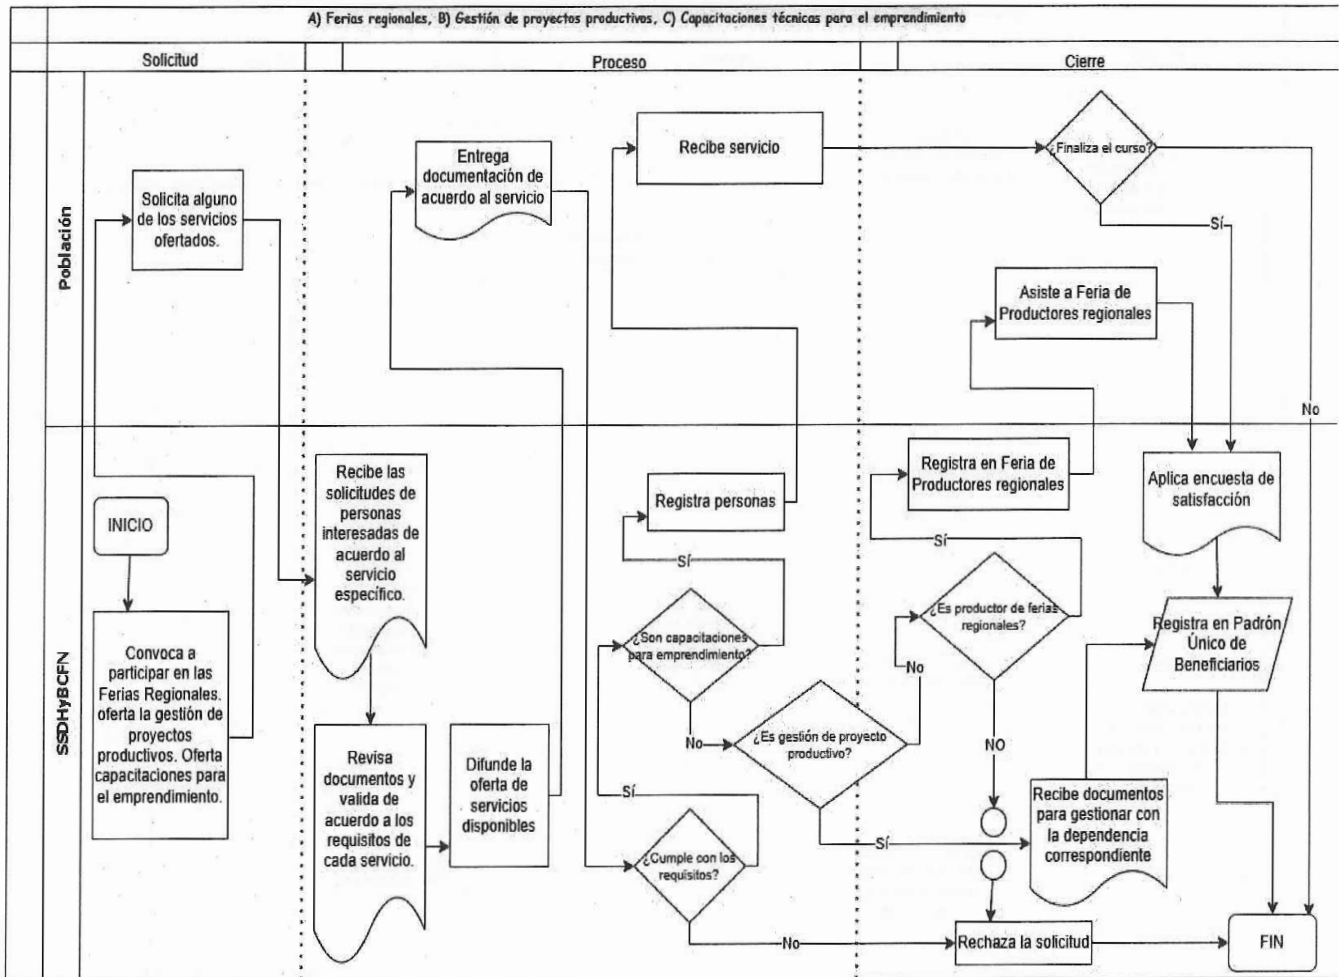 A) Ferias regionales, B) Gestión de proyectos productivos, C) Capacitaciones técnicas para el emprendimiento
Solicitud
Proceso
Cierre
Población
Solicita alguno
de los servicios
ofertados.
Entrega
documentación de
acuerdo al servicio
Recibe servicio
¿Finaliza el curso?
Sí
No
Asiste a Feria de
Productores regionales
SSDHyBCFN
INICIO
Convoca a
participar en las
Ferias Regionales.
oferta la gestión de
proyectos
productivos. Oferta
capacitaciones para
el emprendimiento.
Recibe las
solicitudes de
personas
interesadas de
acuerdo al
servicio
específico.
Revisa
documentos y
valida de
acuerdo a los
requisitos de
cada servicio.
Difunde la
oferta de
servicios
disponibles
Registra personas
Sí
¿Son capacitaciones
para emprendimiento?
No
Sí
¿Cumple con los
requisitos?
No
¿Es gestión de proyecto
productivo?
No
Sí
Registra en Feria de
Productores regionales
Sí
¿Es productor de ferias
regionales?
NO
Recibe documentos
para gestionar con
la dependencia
correspondiente
Rechaza la solicitud
Aplica encuesta de
satisfacción
Registra en Padrón
Único de
Beneficiarios
FIN